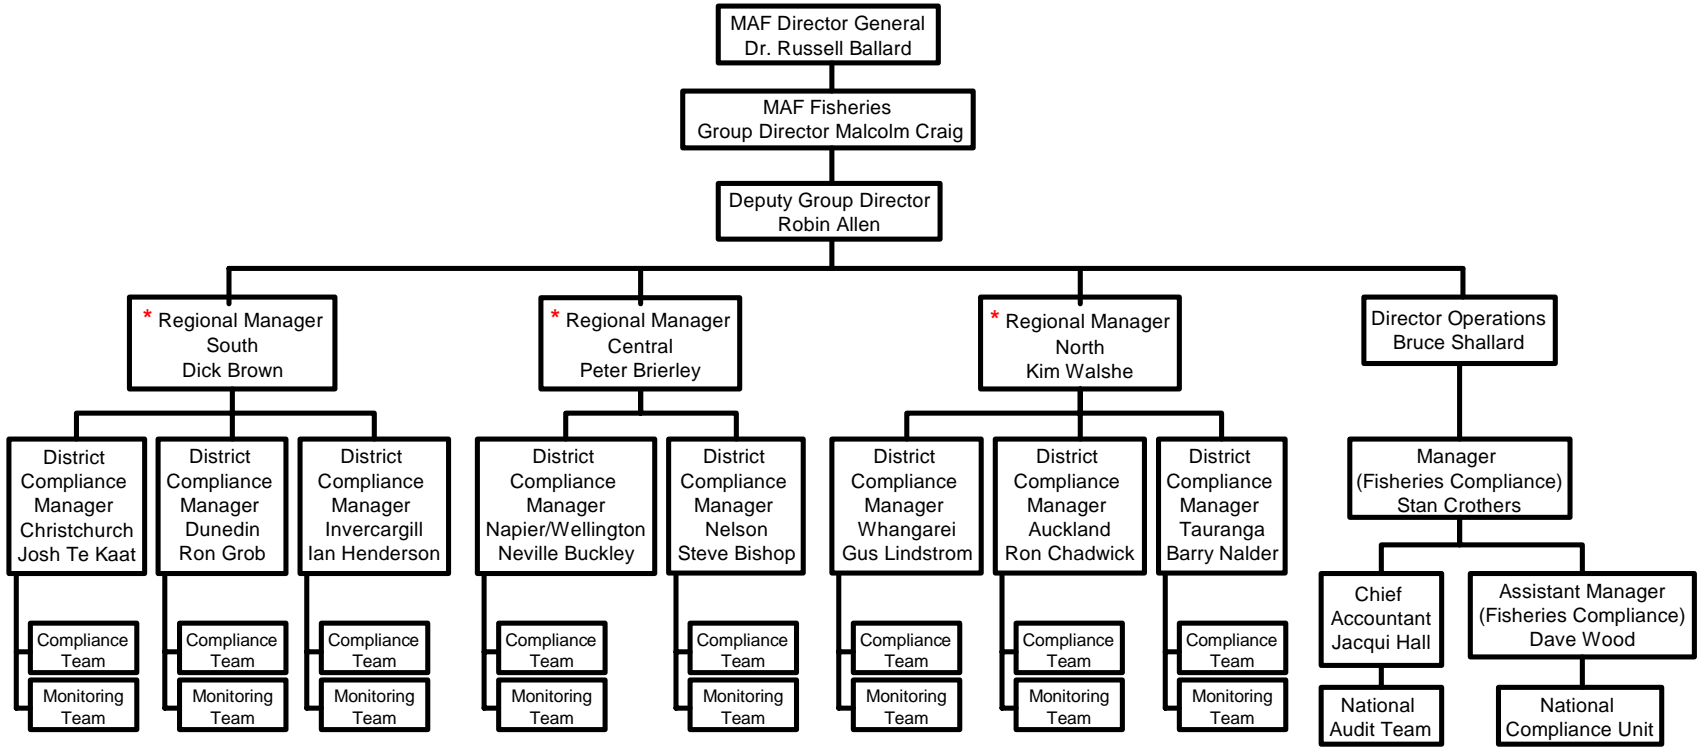 MAF Director General
Dr. Russell Ballard
MAF Fisheries
Group Director Malcolm Craig
Deputy Group Director
Robin Allen
* Regional Manager
South
Dick Brown
* Regional Manager
Central
Peter Brierley
* Regional Manager
North
Kim Walshe
Director Operations
Bruce Shallard
District
Compliance
Manager
Christchurch
Josh Te Kaat
District
Compliance
Manager
Dunedin
Ron Grob
District
Compliance
Manager
Invercargill
Ian Henderson
District
Compliance
Manager
Napier/Wellington
Neville Buckley
District
Compliance
Manager
Nelson
Steve Bishop
District
Compliance
Manager
Whangarei
Gus Lindstrom
District
Compliance
Manager
Auckland
Ron Chadwick
District
Compliance
Manager
Tauranga
Barry Nalder
Manager
(Fisheries Compliance)
Stan Crothers
Chief
Accountant
Jacqui Hall
Assistant Manager
(Fisheries Compliance)
Dave Wood
Compliance
Team
Compliance
Team
Compliance
Team
Compliance
Team
Compliance
Team
Compliance
Team
Compliance
Team
Compliance
Team
Monitoring
Team
Monitoring
Team
Monitoring
Team
Monitoring
Team
Monitoring
Team
Monitoring
Team
Monitoring
Team
Monitoring
Team
National
Audit Team
National
Compliance Unit